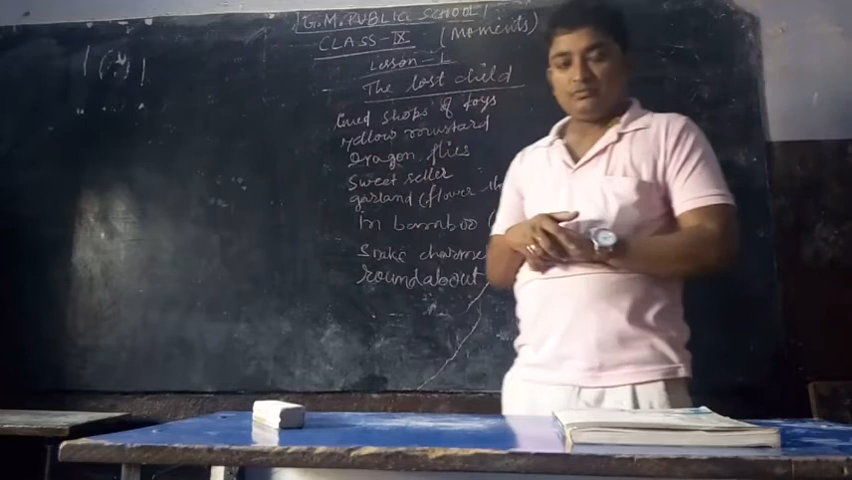 G.M. PUBLIC SCHOOL
CLASS - IX (Moments)
Lesson - 1
The lost child
lined shops of toys
Yellow mustard
Dragon flies
Sweet seller
garland (flower
In bamboo
Snake charme
roundabout